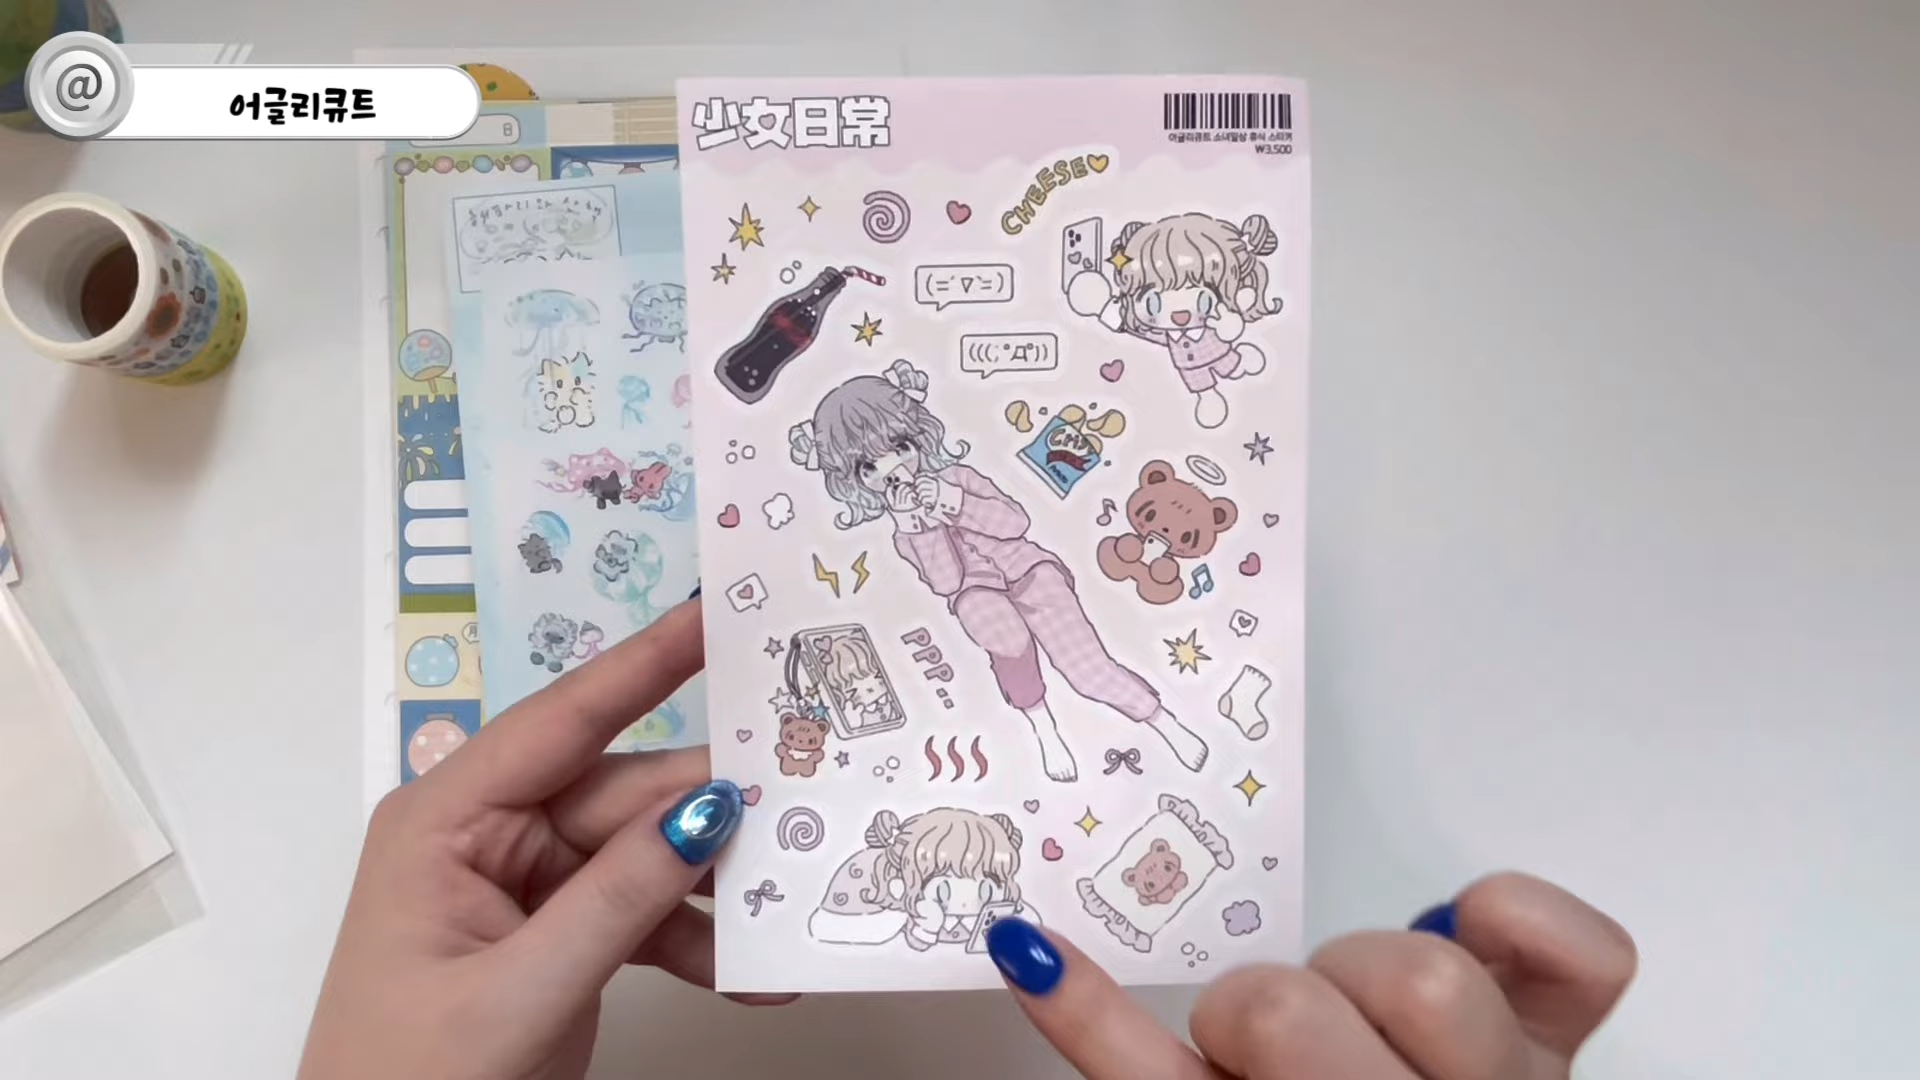 @
어글리큐트
少女日常
어글리큐트 소녀일상 휴식 스티커
₩3,500
CHEESE
(=´∇`=)
(((;°Д°))
PPP..